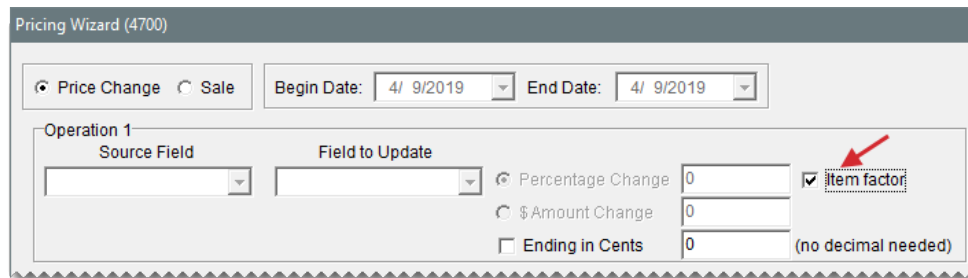 Pricing Wizard (4700)
Price Change Sale Begin Date: 4/ 9/2019 End Date: 4/ 9/2019
Operation 1
Source Field Field to Update
Percentage Change 0 Item factor
$ Amount Change 0
Ending in Cents 0 (no decimal needed)